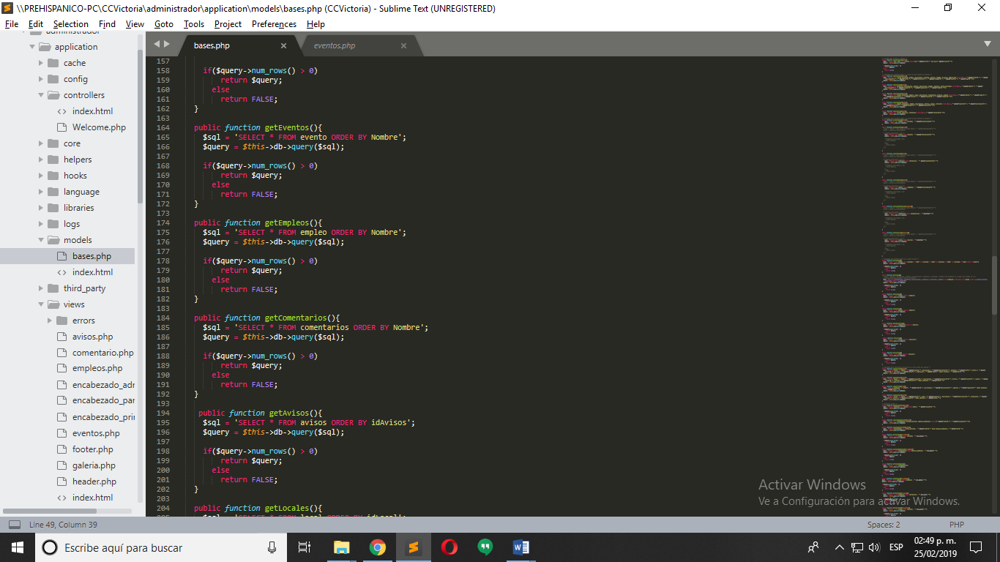 \\PREHISPANICO-PC\CCVictoria\administrador\application\models\bases.php (CCVictoria) - Sublime Text (UNREGISTERED)
File Edit Selection Find View Goto Tools Project Preferences Help
administrador
application
cache
config
controllers
index.html
Welcome.php
core
helpers
hooks
language
libraries
logs
models
bases.php
index.html
third_party
views
errors
avisos.php
comentario.php
empleos.php
encabezado_adr
encabezado_par
encabezado_prin
eventos.php
footer.php
galeria.php
header.php
index.html
bases.php
eventos.php
157
158 if($query->num_rows() > 0)
159 return $query;
160 else
161 return FALSE;
162 }
163
164 public function getEventos(){
165 $sql = 'SELECT * FROM evento ORDER BY Nombre';
166 $query = $this->db->query($sql);
167
168 if($query->num_rows() > 0)
169 return $query;
170 else
171 return FALSE;
172 }
173
174 public function getEmpleos(){
175 $sql = 'SELECT * FROM empleo ORDER BY Nombre';
176 $query = $this->db->query($sql);
177
178 if($query->num_rows() > 0)
179 return $query;
180 else
181 return FALSE;
182 }
183
184 public function getComentarios(){
185 $sql = 'SELECT * FROM comentarios ORDER BY Nombre';
186 $query = $this->db->query($sql);
187
188 if($query->num_rows() > 0)
189 return $query;
190 else
191 return FALSE;
192 }
193
194 public function getAvisos(){
195 $sql = 'SELECT * FROM avisos ORDER BY idAvisos';
196 $query = $this->db->query($sql);
197
198 if($query->num_rows() > 0)
199 return $query;
200 else
201 return FALSE;
202 }
203
204 public function getLocales(){
205 $sql = 'SELECT * FROM local ORDER BY idLocal';
Activar Windows
Ve a Configuración para activar Windows.
Line 49, Column 39
Spaces: 2
PHP
Escribe aquí para buscar
ESP
02:49 p. m.
25/02/2019